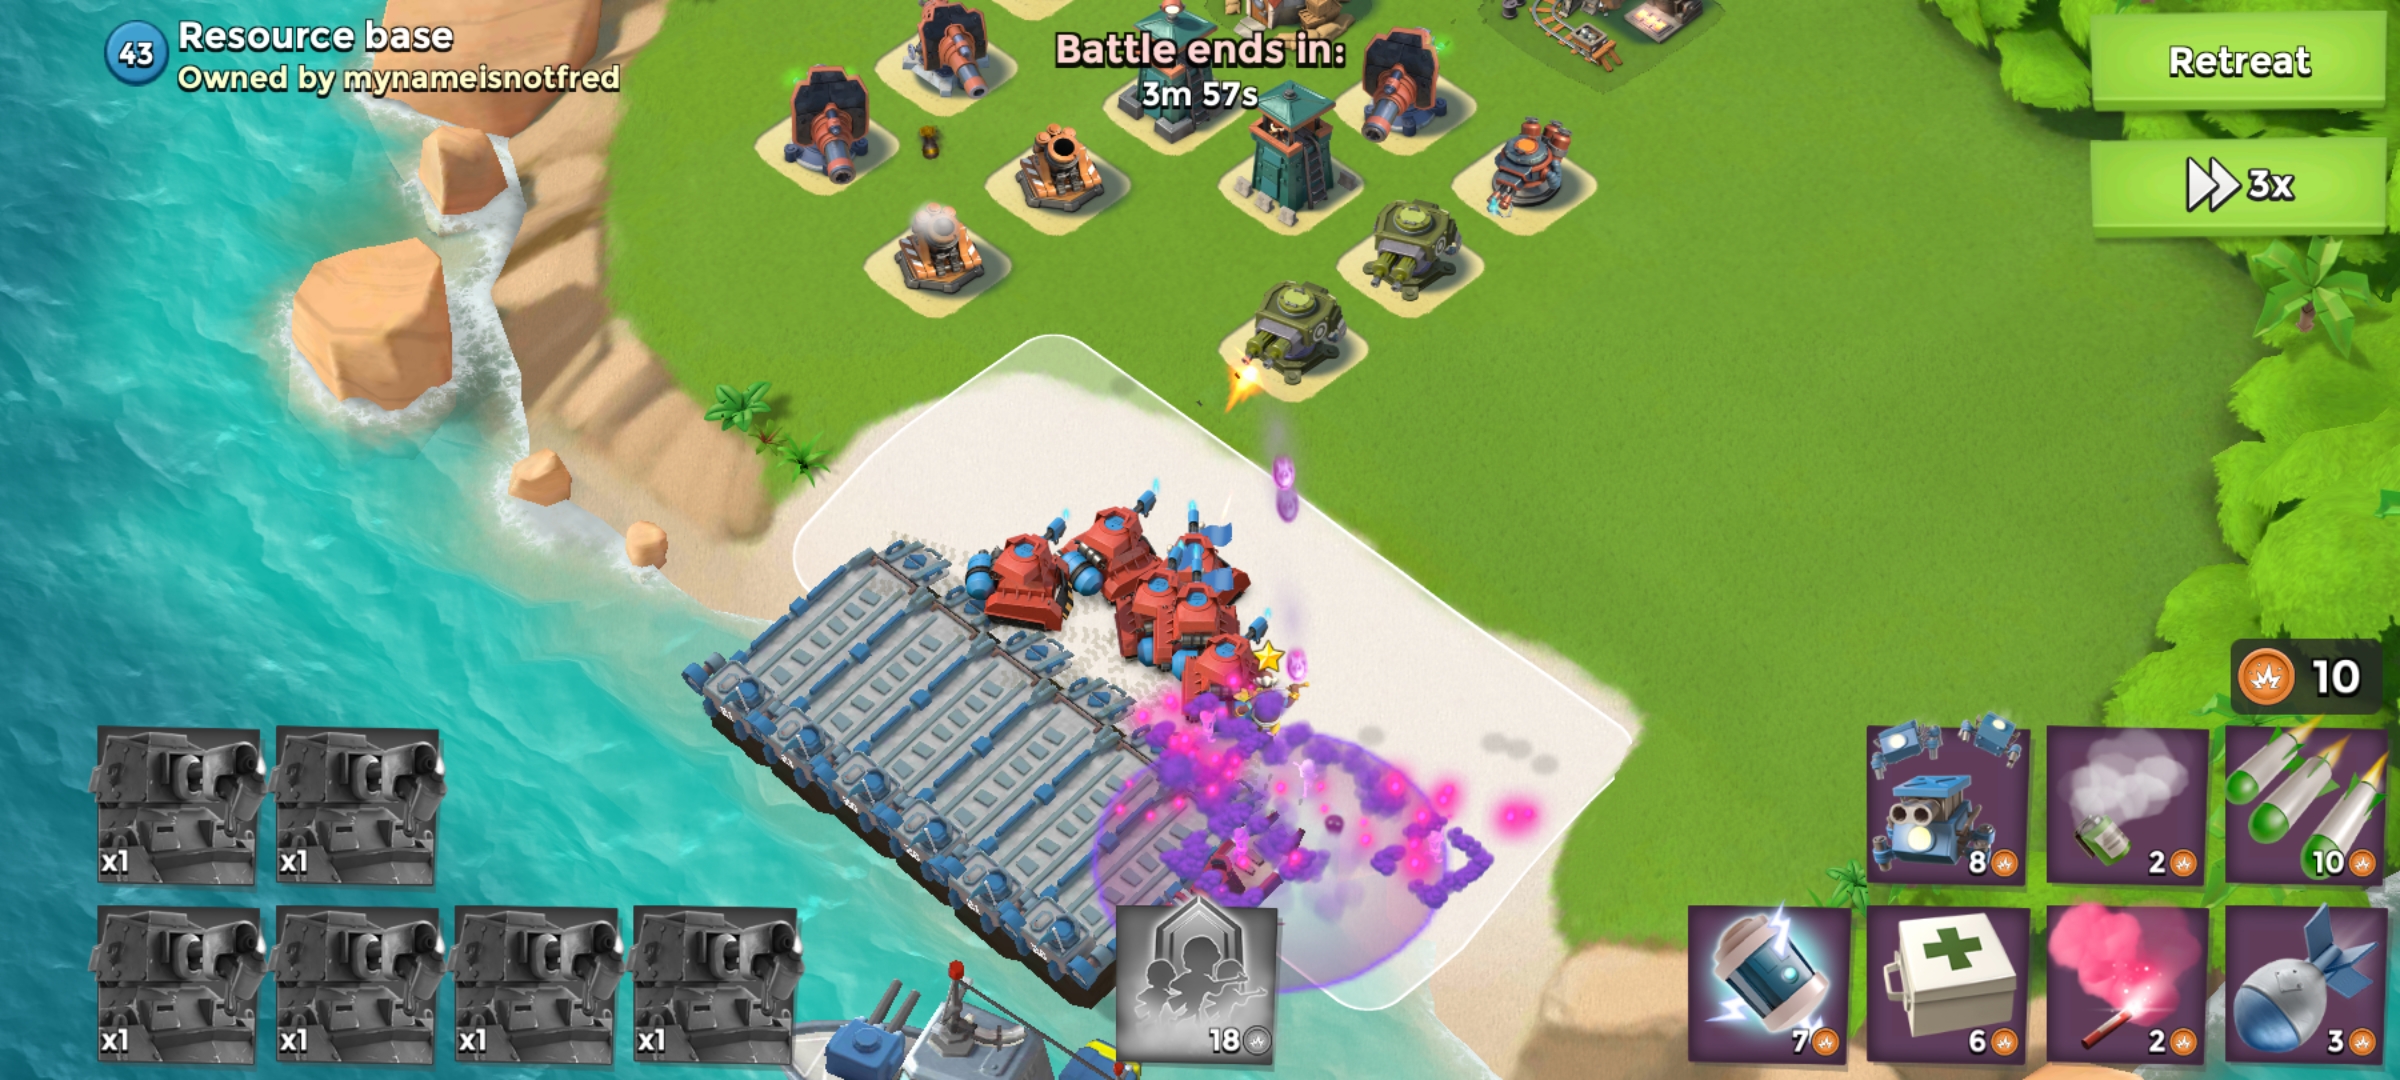 43
Resource base
Owned by mynameisnotfred
Battle ends in:
3m 57s
Retreat
3x
10
x1
x1
8
2
10
x1
x1
x1
x1
18
7
6
2
3